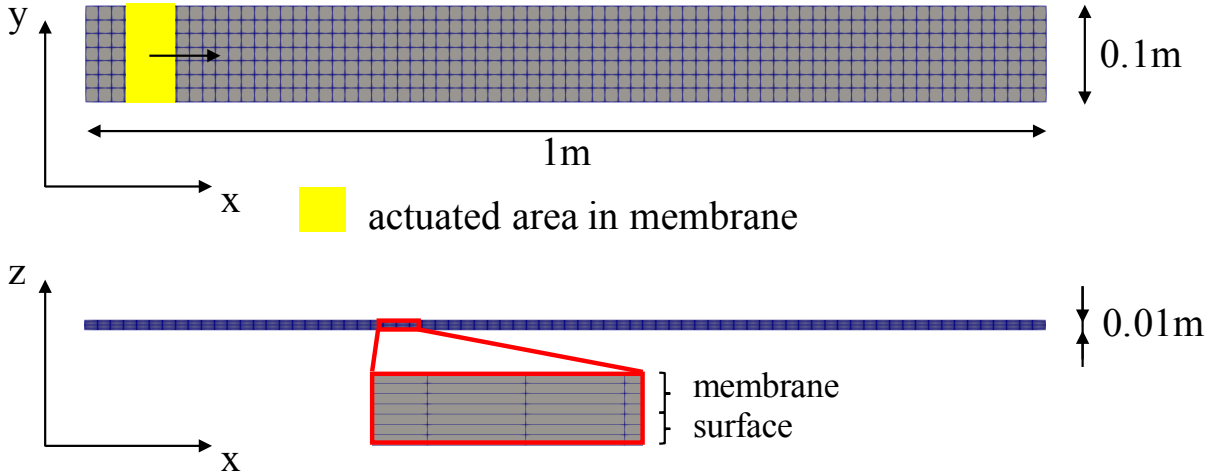 y
0.1m
1m
x
actuated area in membrane
z
0.01m
membrane
surface
x